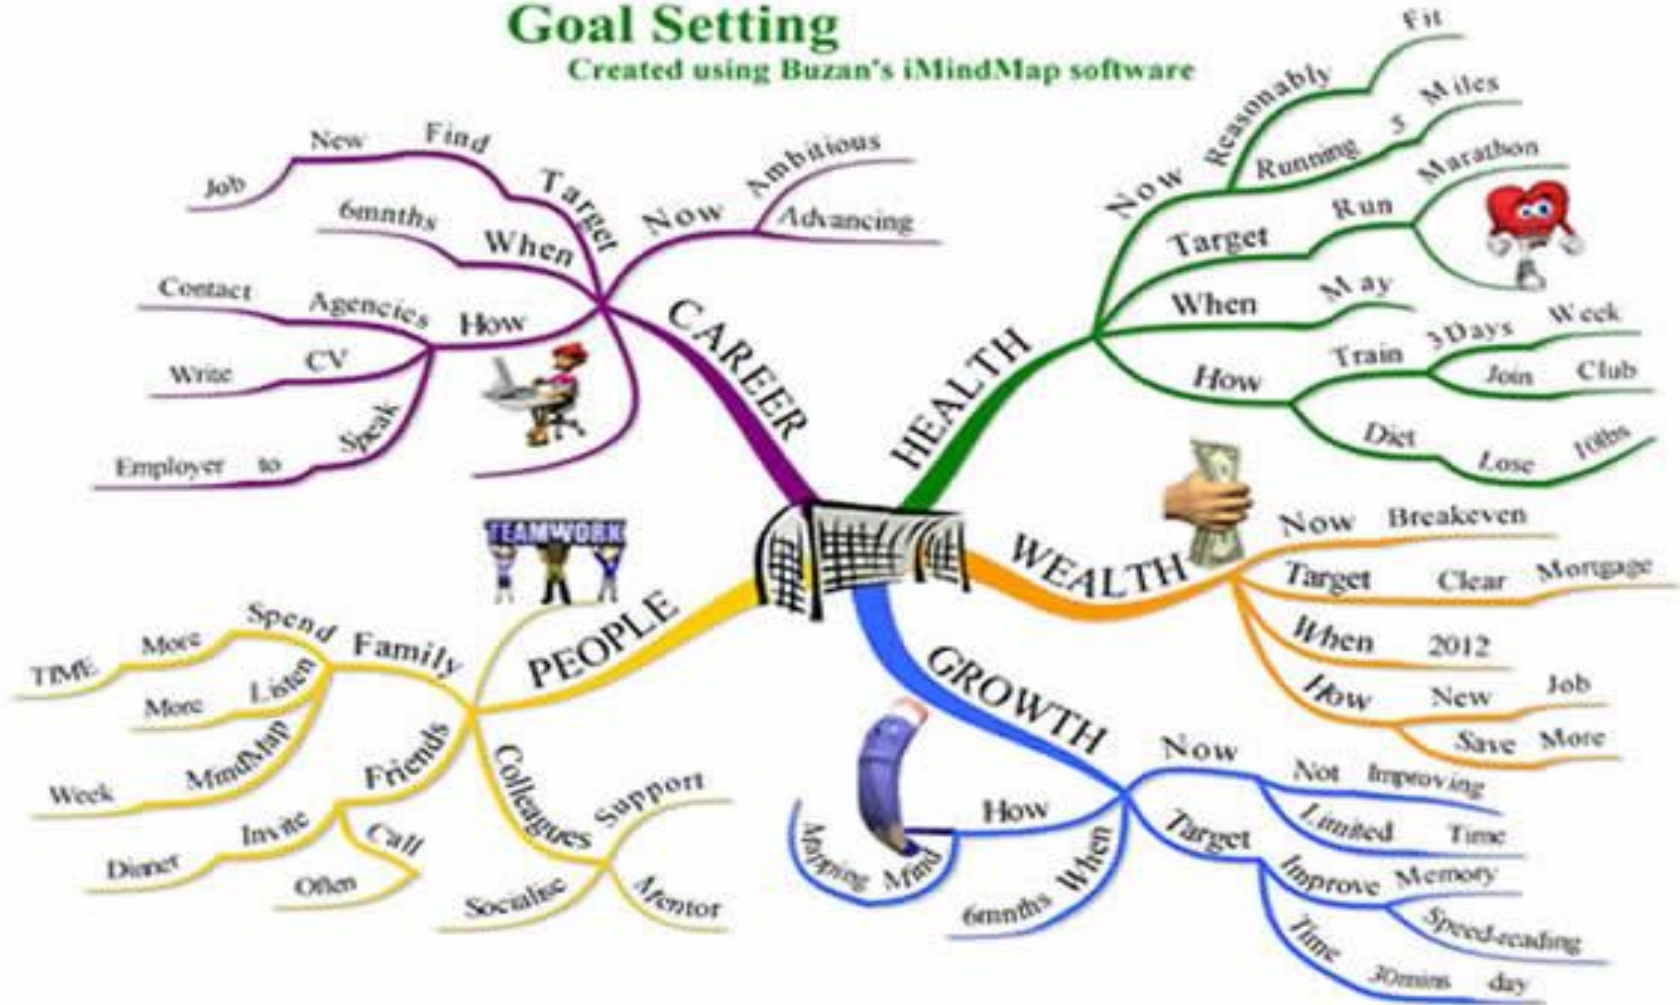 Goal Setting
Created using Buzan's iMindMap software
CAREER
Target
Find
New
Job
When
6mnths
How
Agencies
Contact
CV
Write
Speak
to
Employer
Now
Ambitious
Advancing
HEALTH
Now
Reasonably
Fit
Running
5
Miles
Target
Run
Marathon
When
May
How
Train
3Days
Week
Join
Club
Diet
Lose
10lbs
WEALTH
Now
Breakeven
Target
Clear
Mortgage
When
2012
How
New
Job
Save
More
GROWTH
Now
Not
Improving
Limited
Time
Target
Improve
Memory
Speed-reading
Time
30mins
day
When
6mnths
How
Mind
Mapping
PEOPLE
TEAMWORK
Family
Spend
More
TIME
Listen
More
MindMap
Week
Friends
Invite
Dinner
Call
Often
Colleagues
Support
Mentor
Socialise